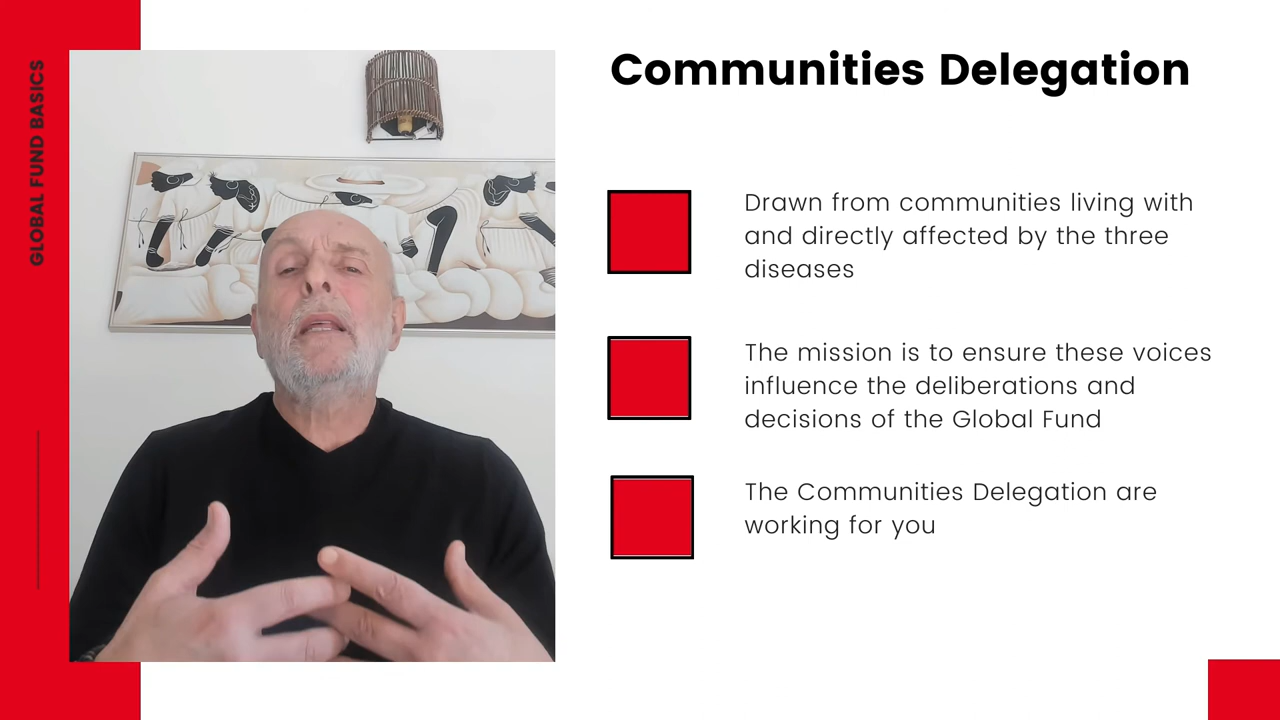 GLOBAL FUND BASICS
Communities Delegation
Drawn from communities living with
and directly affected by the three
diseases
The mission is to ensure these voices
influence the deliberations and
decisions of the Global Fund
The Communities Delegation are
working for you